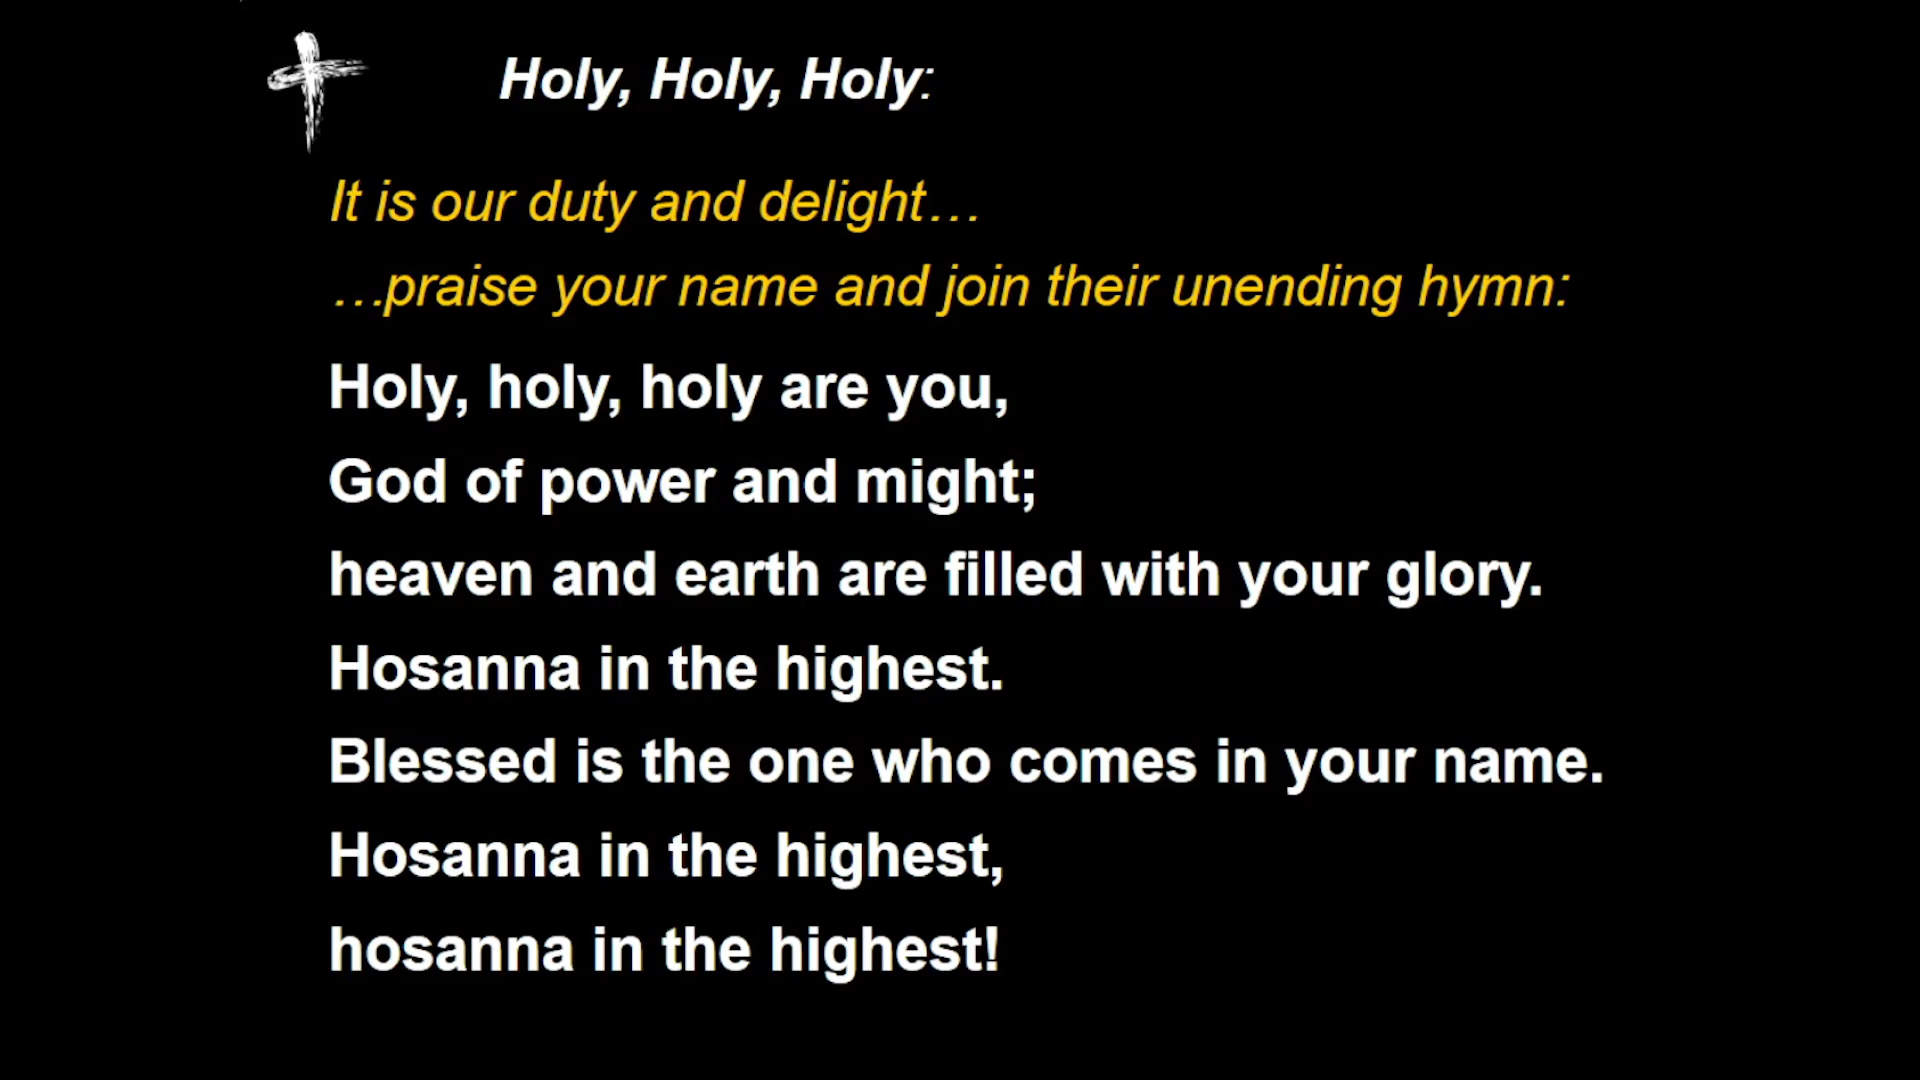 Holy, Holy, Holy:
It is our duty and delight…
…praise your name and join their unending hymn:
Holy, holy, holy are you,
God of power and might;
heaven and earth are filled with your glory.
Hosanna in the highest.
Blessed is the one who comes in your name.
Hosanna in the highest,
hosanna in the highest!